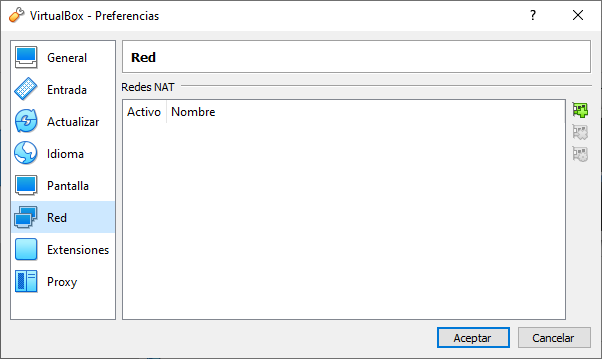 VirtualBox - Preferencias
?
General
Entrada
Actualizar
Idioma
Pantalla
Red
Extensiones
Proxy
Red
Redes NAT
Activo Nombre
Aceptar Cancelar